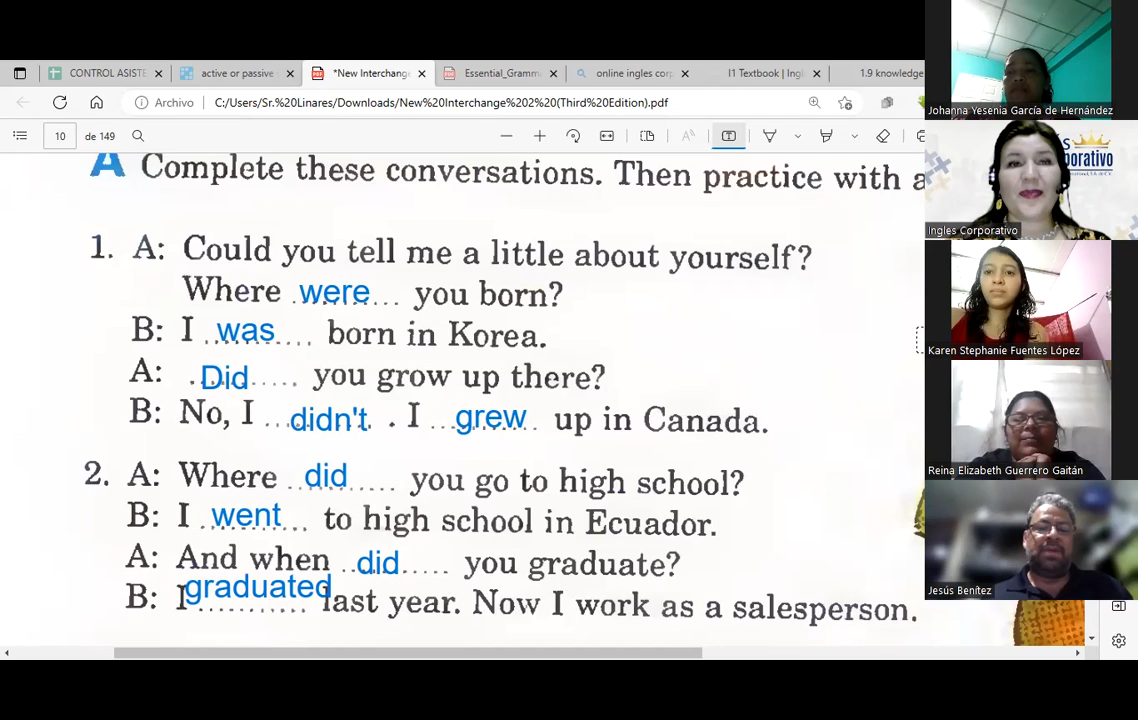 CONTROL ASISTE
active or passive
*New Interchang
Essential_Gramm
online ingles corp
I1 Textbook | Ingl
1.9 knowledge
Archivo
C:/Users/Sr.%20Linares/Downloads/New%20Interchange%202%20(Third%20Edition).pdf
10 de 149
A Complete these conversations. Then practice with a
1. A: Could you tell me a little about yourself?
Where were you born?
B: I was born in Korea.
A: Did you grow up there?
B: No, I didn't . I grew up in Canada.
2. A: Where did you go to high school?
B: I went to high school in Ecuador.
A: And when did you graduate?
B: I graduated last year. Now I work as a salesperson.
Johanna Yesenia García de Hernández
Corporativo
Ingles Corporativo
Karen Stephanie Fuentes López
Reina Elizabeth Guerrero Gaitán
Jesús Benítez